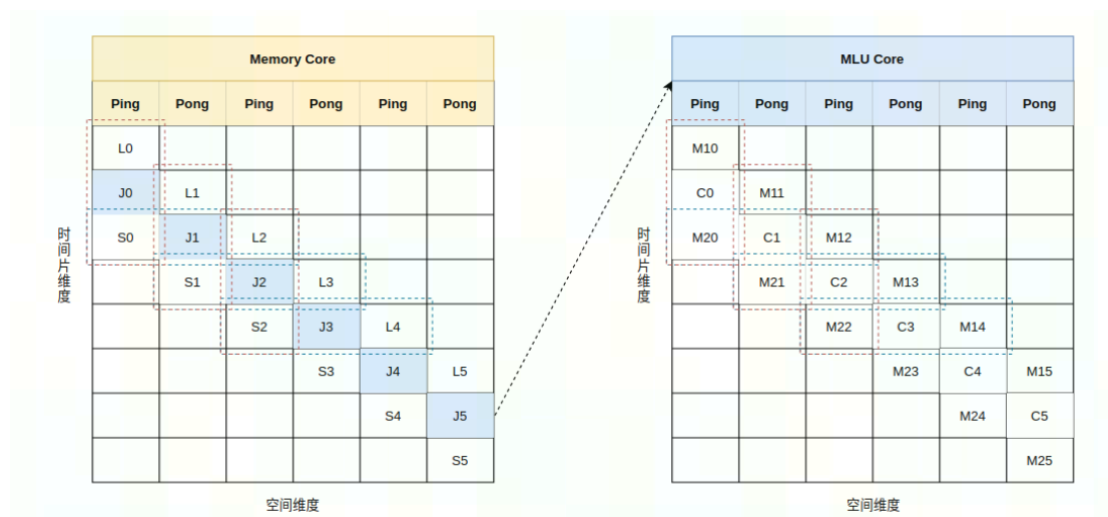 Memory Core
Ping Pong Ping Pong Ping Pong
L0
J0 L1
S0 J1 L2
S1 J2 L3
S2 J3 L4
S3 J4 L5
S4 J5
S5
时间片维度
空间维度
MLU Core
Ping Pong Ping Pong Ping Pong
M10
C0 M11
M20 C1 M12
M21 C2 M13
M22 C3 M14
M23 C4 M15
M24 C5
M25
时间片维度
空间维度